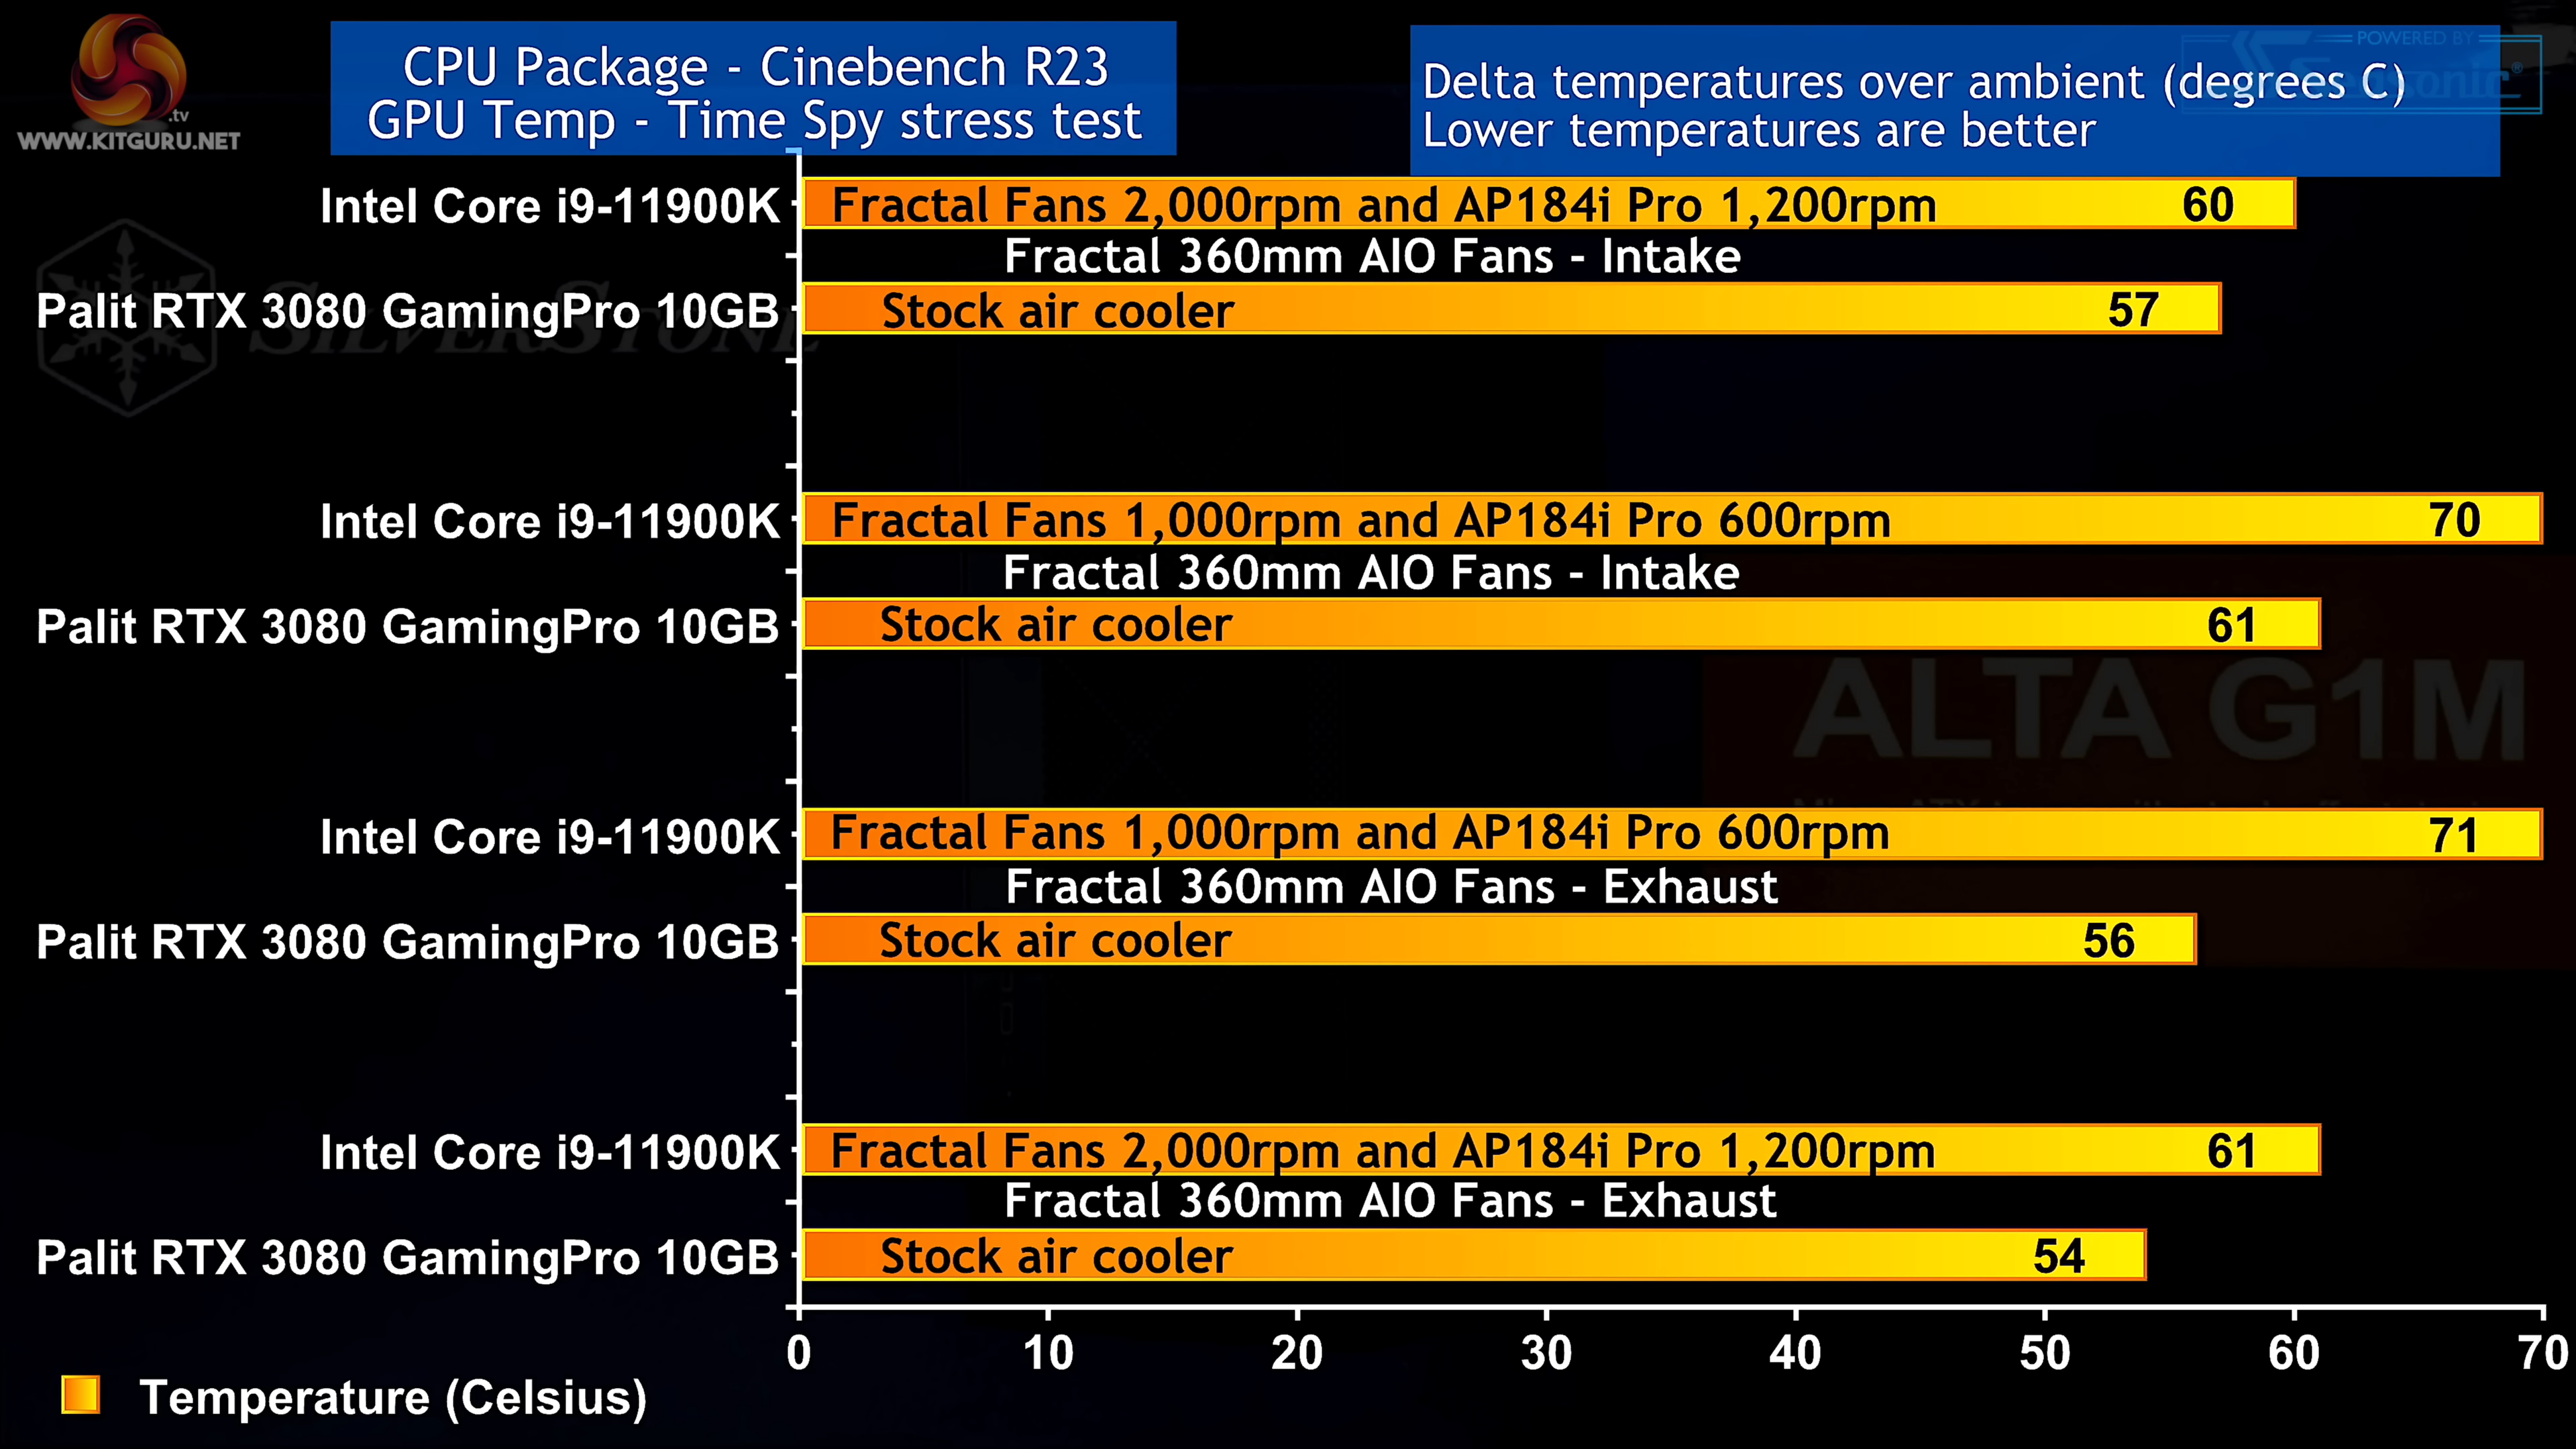 .tv
WWW.KITGURU.NET
CPU Package - Cinebench R23
GPU Temp - Time Spy stress test
POWERED BY
Seasonic®
Delta temperatures over ambient (degrees C)
Lower temperatures are better
Intel Core i9-11900K
Fractal Fans 2,000rpm and AP184i Pro 1,200rpm
60
Fractal 360mm AIO Fans - Intake
Palit RTX 3080 GamingPro 10GB
Stock air cooler
57
SILVERSTONE
Intel Core i9-11900K
Fractal Fans 1,000rpm and AP184i Pro 600rpm
70
Fractal 360mm AIO Fans - Intake
Palit RTX 3080 GamingPro 10GB
Stock air cooler
61
ALTA G1M
Intel Core i9-11900K
Fractal Fans 1,000rpm and AP184i Pro 600rpm
71
Fractal 360mm AIO Fans - Exhaust
Palit RTX 3080 GamingPro 10GB
Stock air cooler
56
Intel Core i9-11900K
Fractal Fans 2,000rpm and AP184i Pro 1,200rpm
61
Fractal 360mm AIO Fans - Exhaust
Palit RTX 3080 GamingPro 10GB
Stock air cooler
54
0 10 20 30 40 50 60 70
Temperature (Celsius)